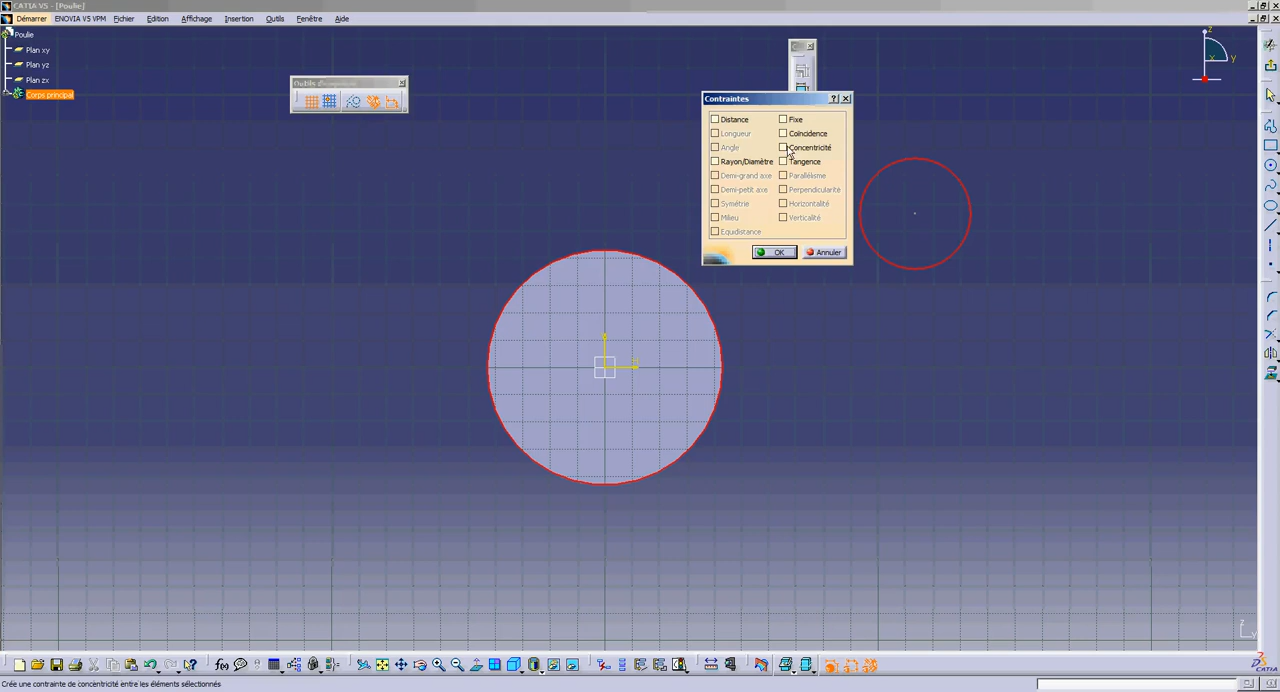 CATIA V5 - [Poulie]
Démarrer ENOVIA V5 VPM Fichier Edition Affichage Insertion Outils Fenêtre Aide
Poulie
Plan xy
Plan yz
Plan zx
Corps principal
Contraintes
Distance Fixe
Longueur Coïncidence
Angle Concentricité
Rayon/Diamètre Tangence
Demi-grand axe Parallélisme
Demi-petit axe Perpendicularité
Symétrie Horizontalité
Milieu Verticalité
Equidistance
OK Annuler
z
x y
z
y
f(x)
CATIA
Crée une contrainte de concentricité entre les éléments sélectionnés